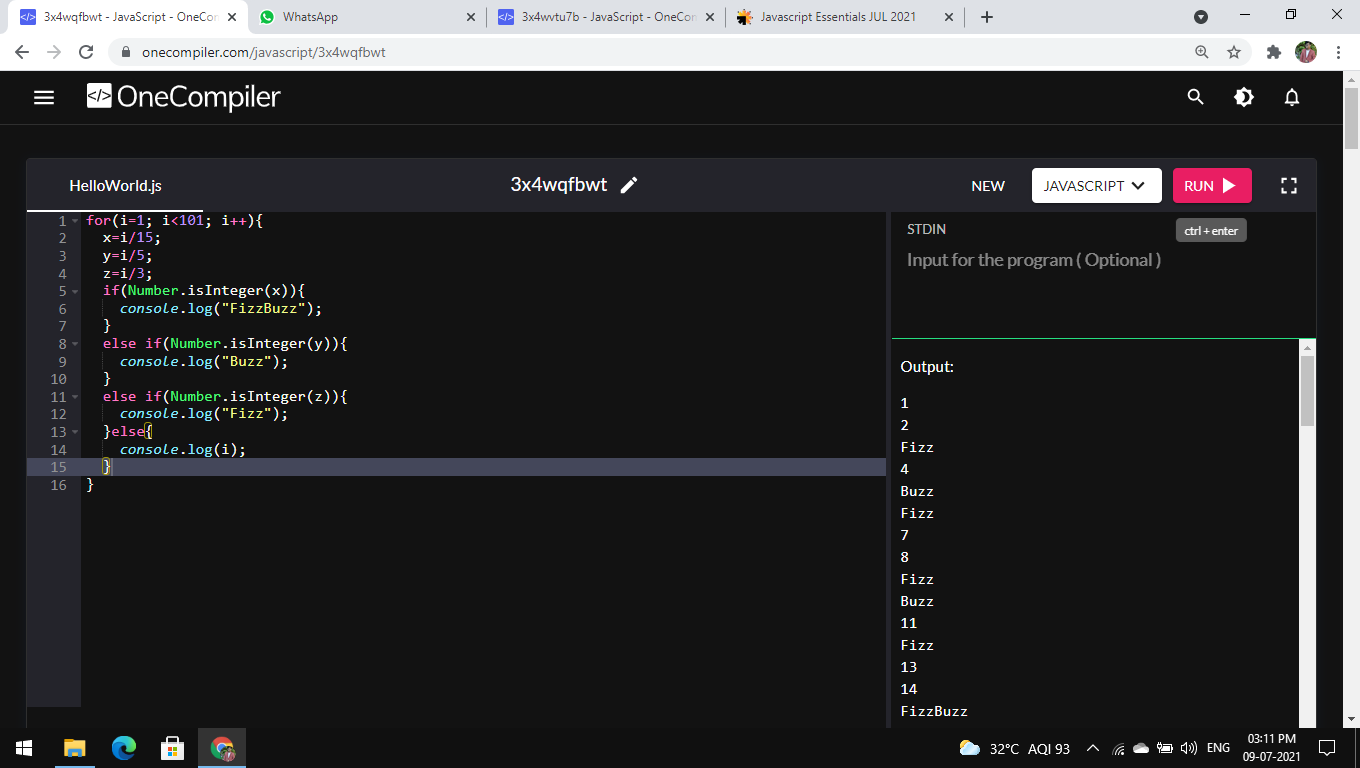 3x4wqfbwt - JavaScript - OneCom
WhatsApp
3x4wvtu7b - JavaScript - OneCom
Javascript Essentials JUL 2021
onecompiler.com/javascript/3x4wqfbwt
</> OneCompiler
HelloWorld.js
3x4wqfbwt
NEW
JAVASCRIPT
RUN
ctrl + enter
1 for(i=1; i<101; i++){
2 x=i/15;
3 y=i/5;
4 z=i/3;
5 if(Number.isInteger(x)){
6 console.log("FizzBuzz");
7 }
8 else if(Number.isInteger(y)){
9 console.log("Buzz");
10 }
11 else if(Number.isInteger(z)){
12 console.log("Fizz");
13 }else{
14 console.log(i);
15 }
16 }
STDIN
Input for the program ( Optional )
Output:
1
2
Fizz
4
Buzz
Fizz
7
8
Fizz
Buzz
11
Fizz
13
14
FizzBuzz
32°C AQI 93
ENG
03:11 PM
09-07-2021